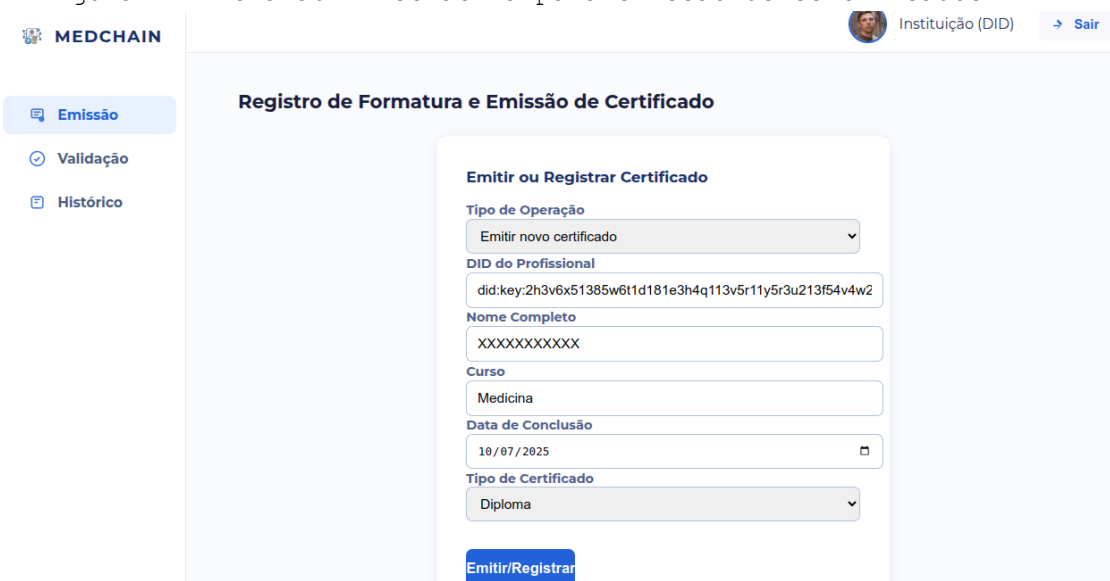 MEDCHAIN
Instituição (DID)
Sair
Emissão
Validação
Histórico
Registro de Formatura e Emissão de Certificado
Emitir ou Registrar Certificado
Tipo de Operação
Emitir novo certificado
DID do Profissional
did:key:2h3v6x51385w6t1d181e3h4q113v5r11y5r3u213f54v4w2
Nome Completo
XXXXXXXXXXX
Curso
Medicina
Data de Conclusão
10/07/2025
Tipo de Certificado
Diploma
Emitir/Registrar